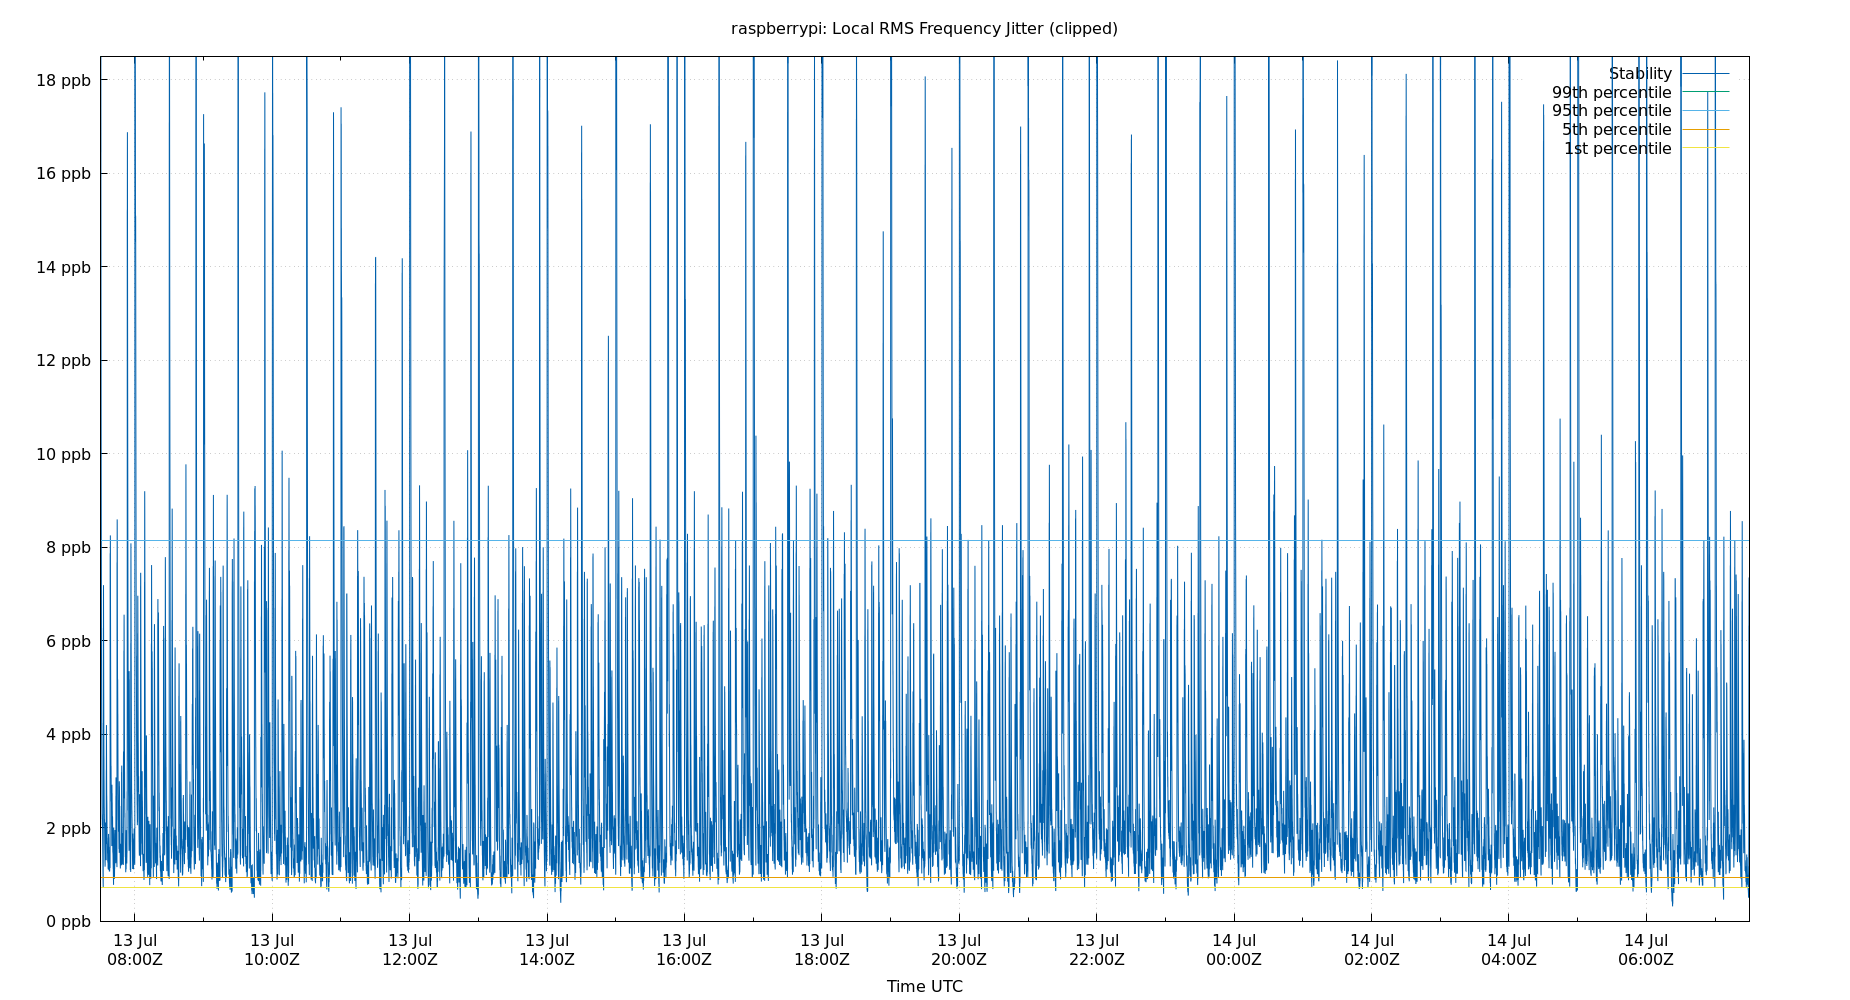 raspberrypi: Local RMS Frequency Jitter (clipped)
18 ppb
16 ppb
14 ppb
12 ppb
10 ppb
8 ppb
6 ppb
4 ppb
2 ppb
0 ppb
Stability
99th percentile
95th percentile
5th percentile
1st percentile
13 Jul 13 Jul 13 Jul 13 Jul 13 Jul 13 Jul 13 Jul 13 Jul 14 Jul 14 Jul 14 Jul 14 Jul
08:00Z 10:00Z 12:00Z 14:00Z 16:00Z 18:00Z 20:00Z 22:00Z 00:00Z 02:00Z 04:00Z 06:00Z
Time UTC